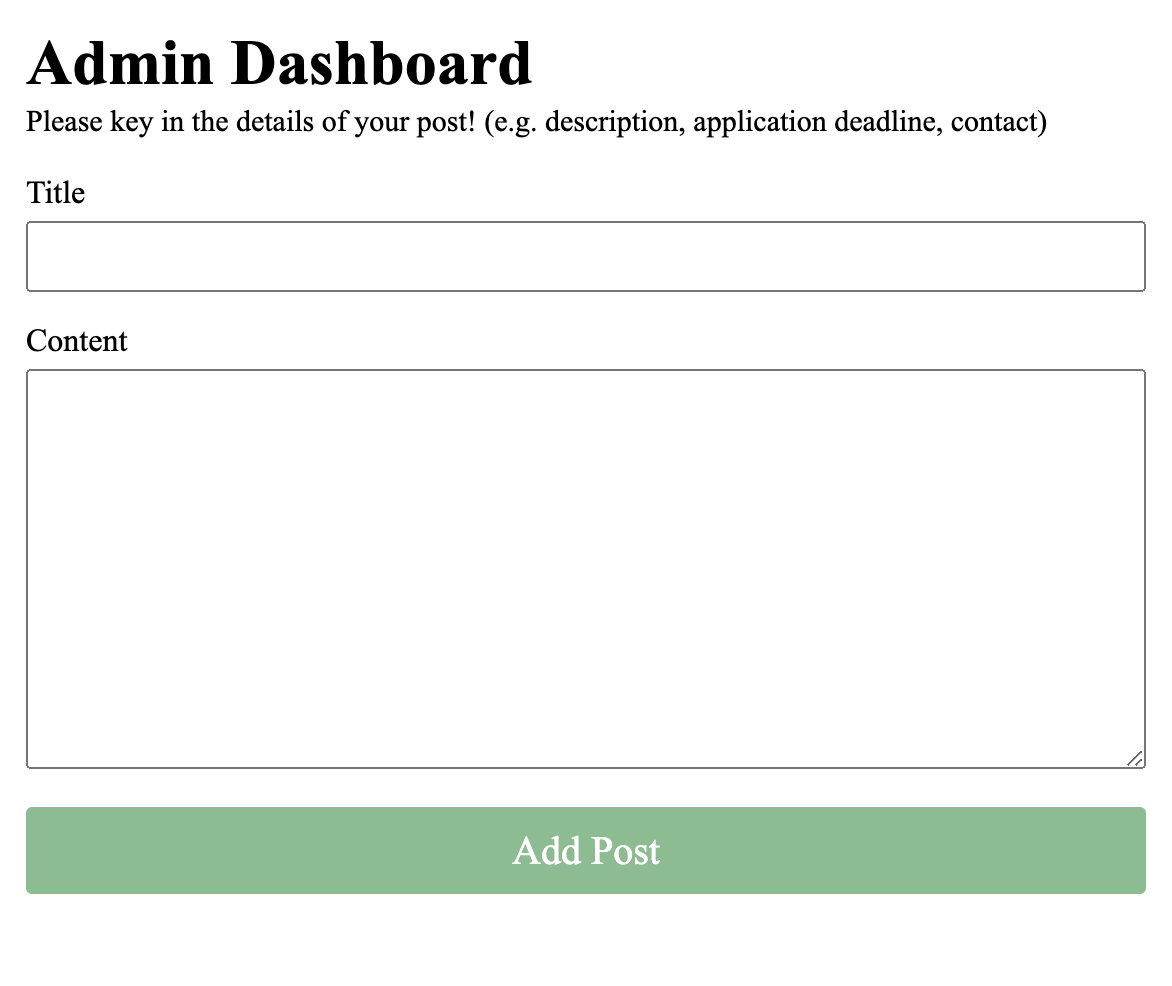 Admin Dashboard
Please key in the details of your post! (e.g. description, application deadline, contact)
Title
Content
Add Post